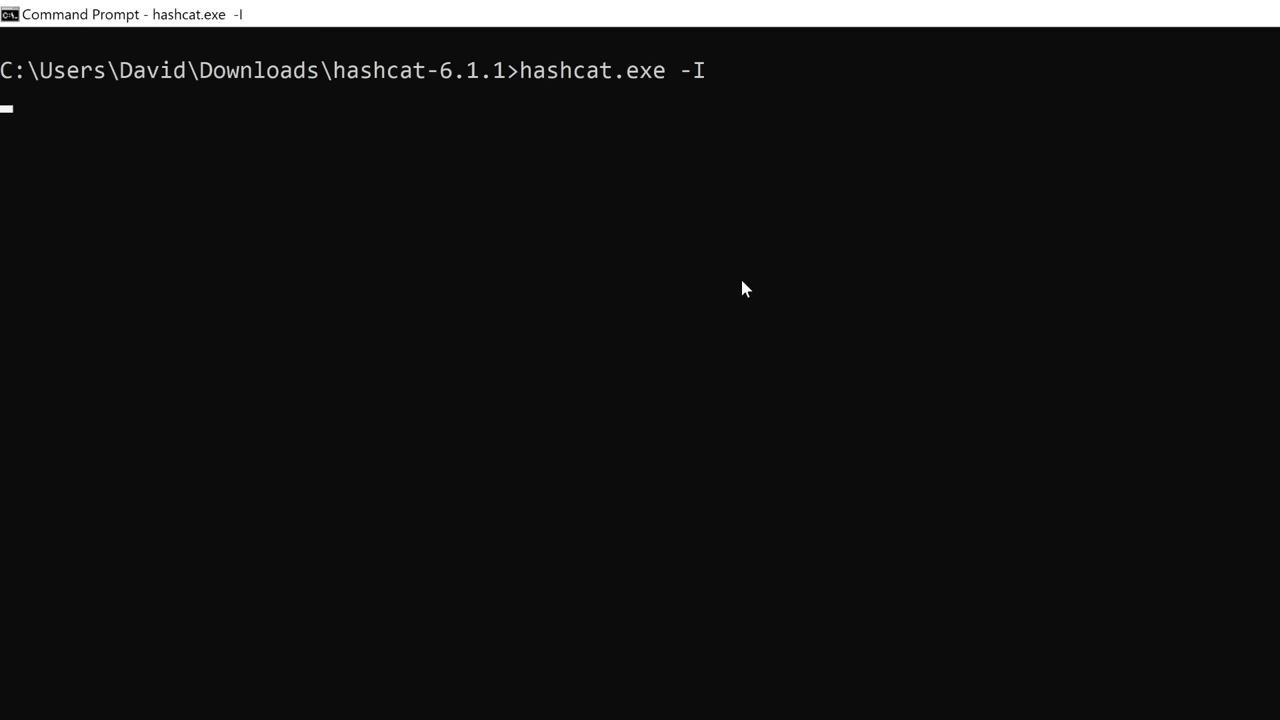 Command Prompt - hashcat.exe  -I
C:\Users\David\Downloads\hashcat-6.1.1>hashcat.exe -I